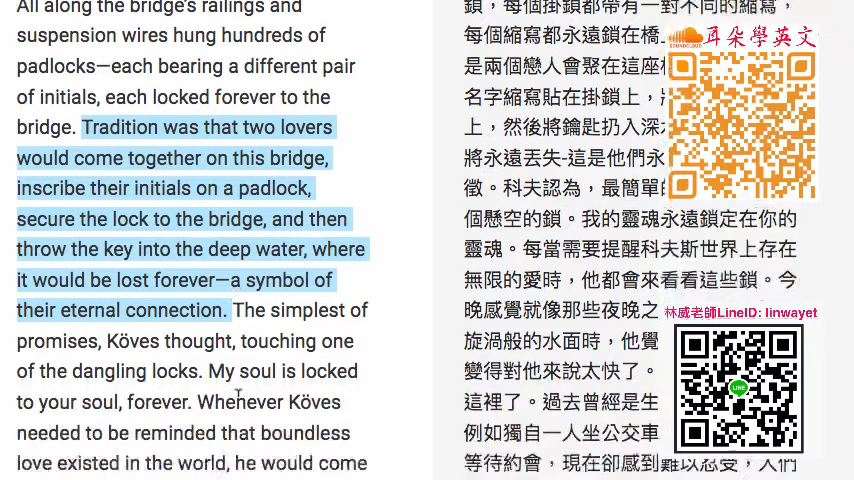 All along the bridge's railings and
suspension wires hung hundreds of
padlocks—each bearing a different pair
of initials, each locked forever to the
bridge. Tradition was that two lovers
would come together on this bridge,
inscribe their initials on a padlock,
secure the lock to the bridge, and then
throw the key into the deep water, where
it would be lost forever—a symbol of
their eternal connection. The simplest of
promises, Köves thought, touching one
of the dangling locks. My soul is locked
to your soul, forever. Whenever Köves
needed to be reminded that boundless
love existed in the world, he would come
鎖，每個掛鎖都帶有一對不同的縮寫，
每個縮寫都永遠鎖在橋上
是兩個戀人會聚在這座
名字縮寫貼在掛鎖上，
上，然後將鑰匙扔入深
將永遠丟失-這是他們永
徵。科夫認為，最簡單
個懸空的鎖。我的靈魂永遠鎖定在你的
靈魂。每當需要提醒科夫斯世界上存在
無限的愛時，他都會來看看這些鎖。今
晚感覺就像那些夜晚之
旋渦般的水面時，他覺
變得對他來說太快了。
這裡了。過去曾經是生
例如獨自一人坐公交車
等待約會，現在卻感到難以忍受，人們
SOUNDCLOUD 耳朵學英文
林威老師LineID: linwayet
LINE